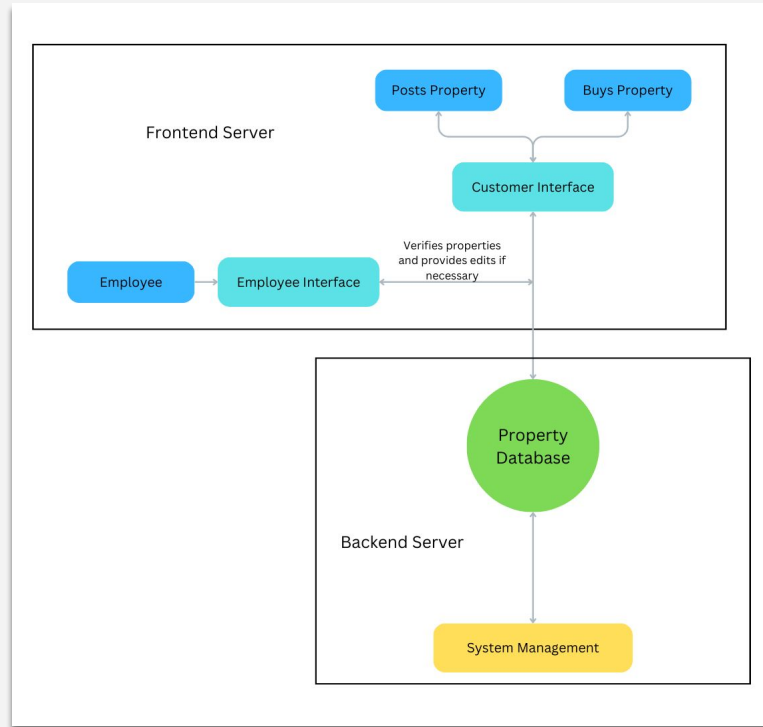 Posts Property
Buys Property
Frontend Server
Customer Interface
Verifies properties
and provides edits if
necessary
Employee
Employee Interface
Property
Database
Backend Server
System Management